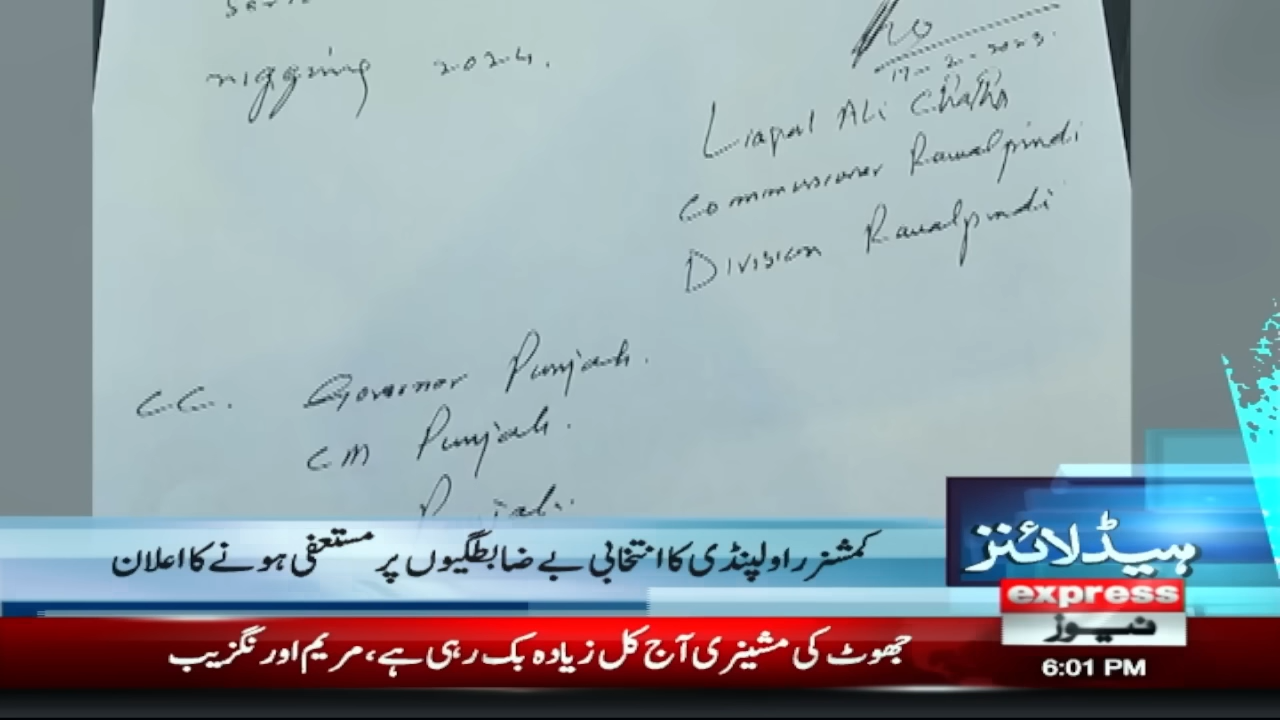 rigging 2024.
17-2-2023.
Liaqat Ali Chatha
Commissioner Rawalpindi
Division Rawalpindi
C.C. Governor Punjab.
CM Punjab.
ہیڈلائنز
کمشنر راولپنڈی کا انتخابی بے ضابطگیوں پر مستعفی ہونے کا اعلان
express
نیوز
جھوٹ کی مشینری آج کل زیادہ بک رہی ہے، مریم اورنگزیب
6:01 PM